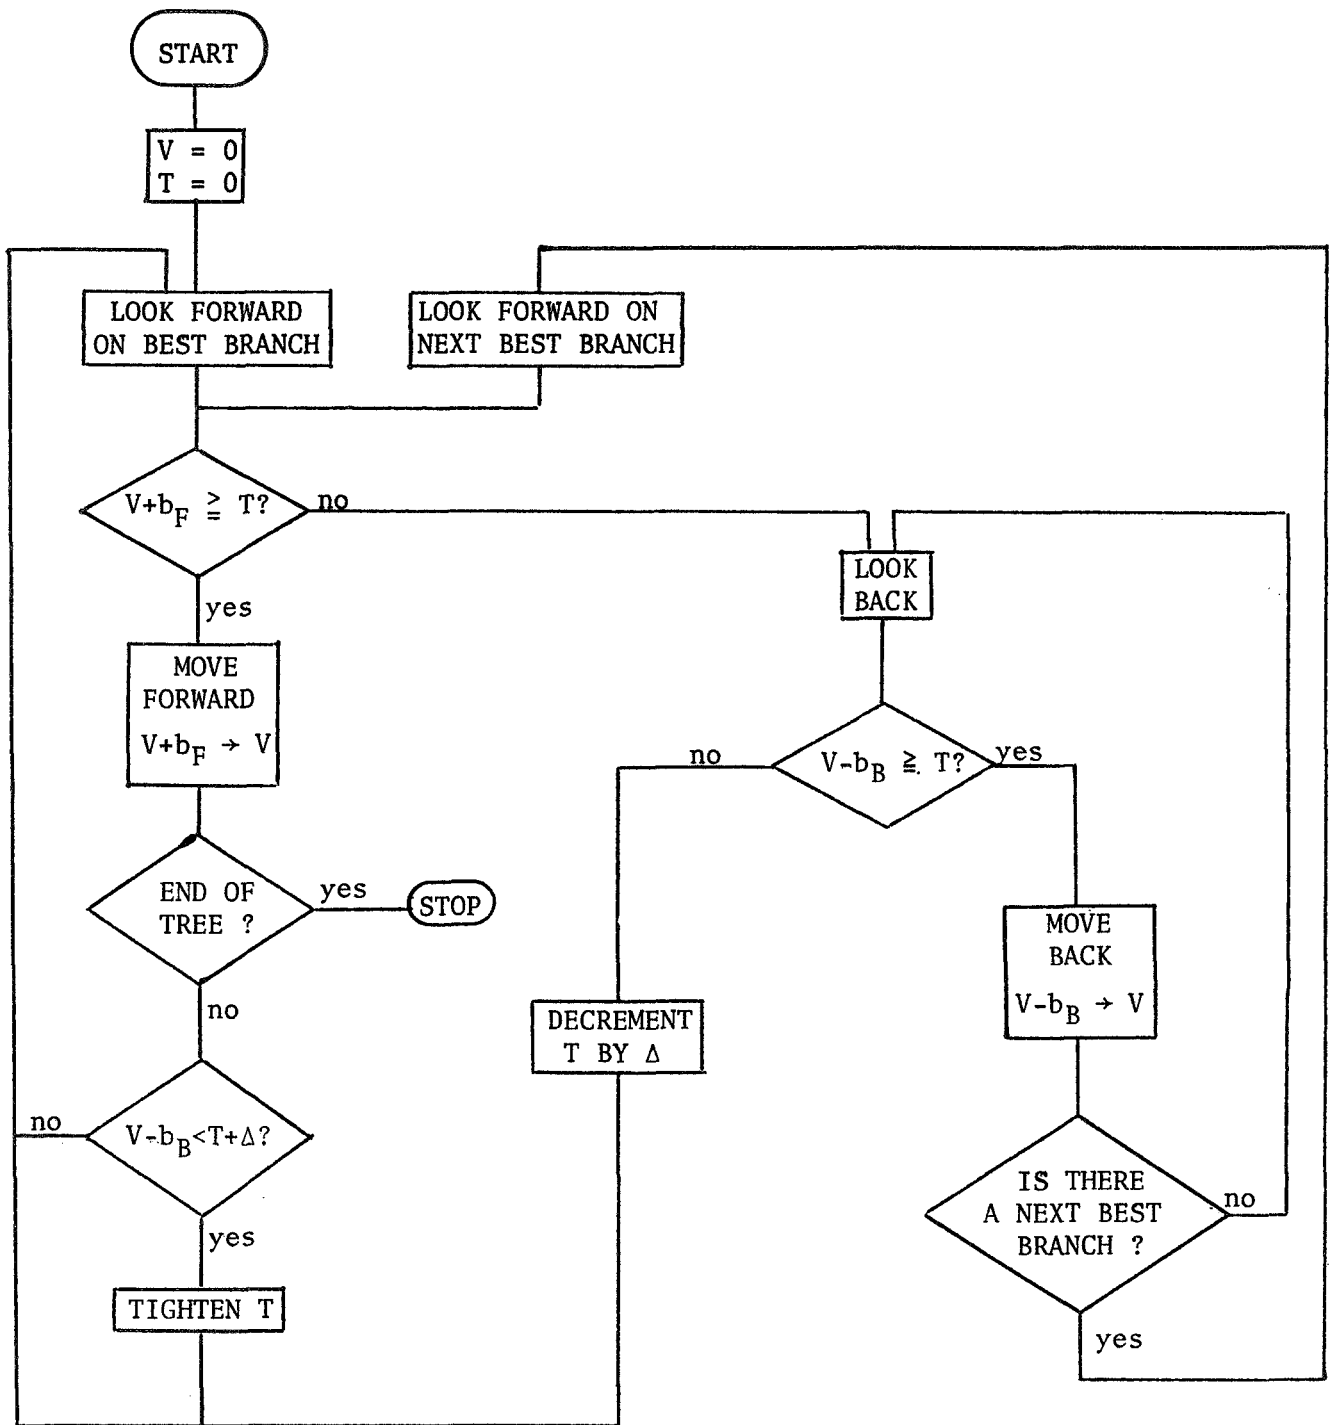 START
V = 0
T = 0
LOOK FORWARD
ON BEST BRANCH
LOOK FORWARD ON
NEXT BEST BRANCH
V+b_F ≧ T?
no
yes
MOVE
FORWARD
V+b_F → V
END OF
TREE ?
yes
STOP
no
V-b_B<T+Δ?
no
yes
TIGHTEN T
LOOK
BACK
V-b_B ≧ T?
no
yes
DECREMENT
T BY Δ
MOVE
BACK
V-b_B → V
IS THERE
A NEXT BEST
BRANCH ?
no
yes